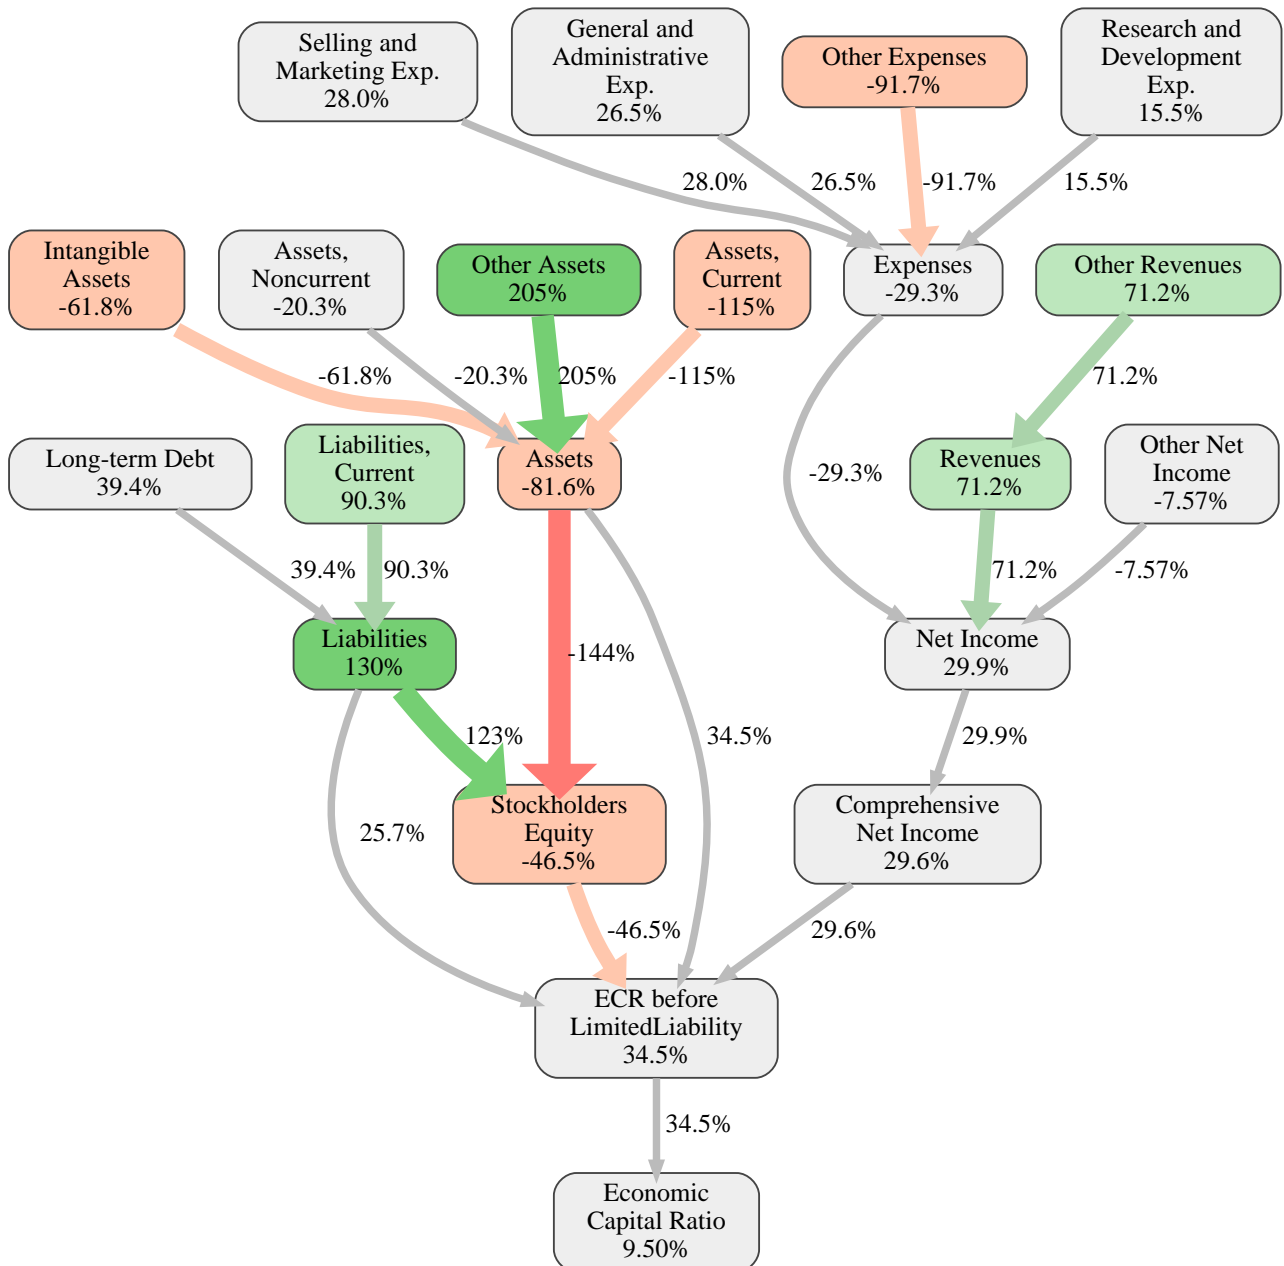 Selling and
Marketing Exp.
28.0%
General and
Administrative
Exp.
26.5%
Other Expenses
-91.7%
Research and
Development
Exp.
15.5%
28.0%
26.5%
-91.7%
15.5%
Intangible
Assets
-61.8%
Assets,
Noncurrent
-20.3%
Other Assets
205%
Assets,
Current
-115%
Expenses
-29.3%
Other Revenues
71.2%
-61.8%
-20.3%
205%
-115%
71.2%
Long-term Debt
39.4%
Liabilities,
Current
90.3%
Assets
-81.6%
-29.3%
Revenues
71.2%
Other Net
Income
-7.57%
39.4%
90.3%
71.2%
-7.57%
Liabilities
130%
-144%
Net Income
29.9%
123%
34.5%
29.9%
25.7%
Stockholders
Equity
-46.5%
Comprehensive
Net Income
29.6%
-46.5%
29.6%
ECR before
LimitedLiability
34.5%
34.5%
Economic
Capital Ratio
9.50%